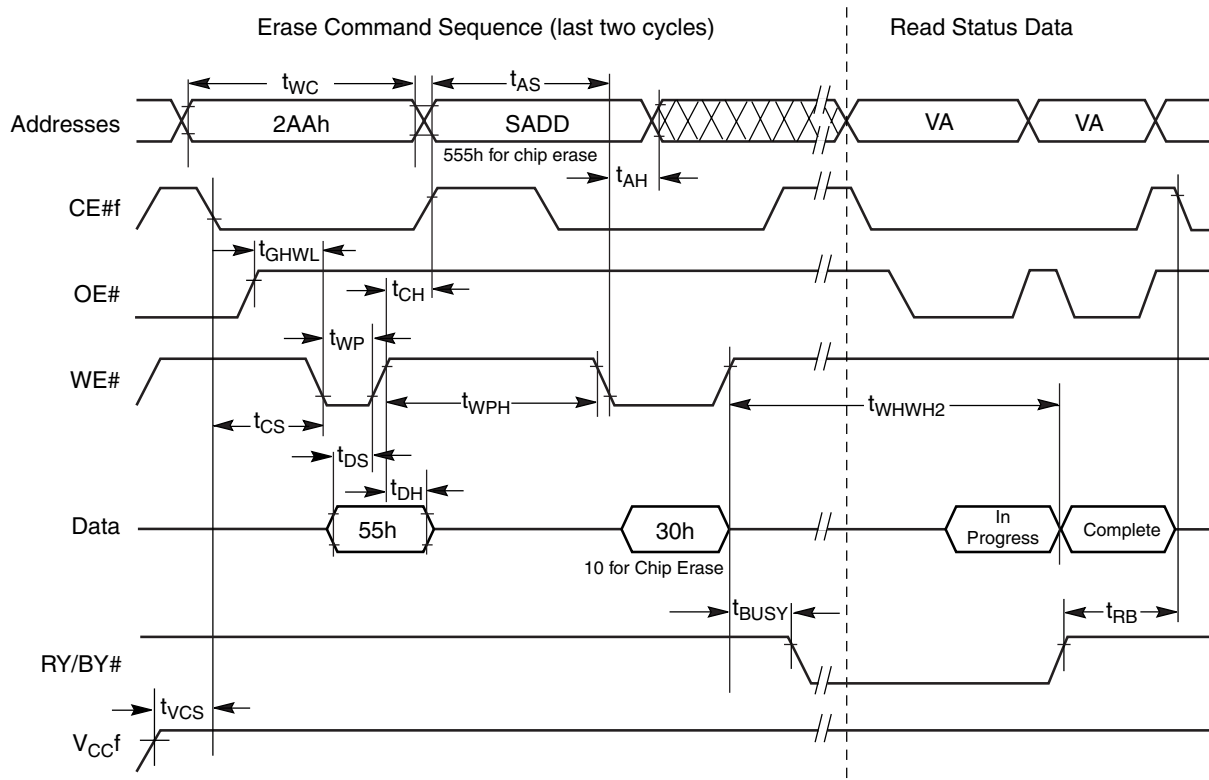 Erase Command Sequence (last two cycles)
Read Status Data
tWC
tAS
Addresses
2AAh
SADD
VA
VA
555h for chip erase
tAH
CE#f
tGHWL
OE#
tCH
tWP
WE#
tWPH
tWHWH2
tCS
tDS
tDH
Data
55h
30h
In
Progress
Complete
10 for Chip Erase
tBUSY
tRB
RY/BY#
tVCS
VCCf